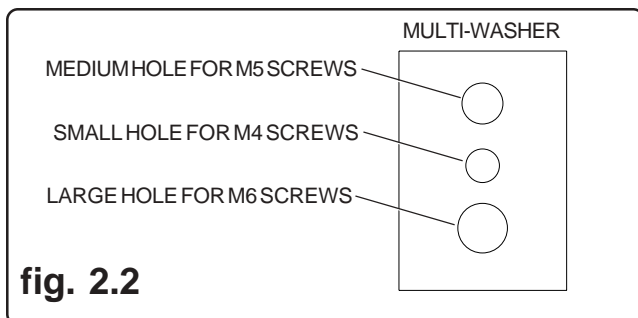 MULTI-WASHER
MEDIUM HOLE FOR M5 SCREWS
SMALL HOLE FOR M4 SCREWS
LARGE HOLE FOR M6 SCREWS
fig. 2.2